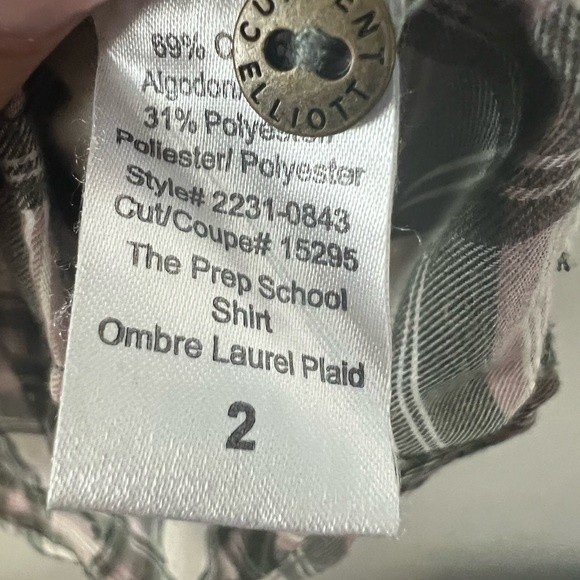 CURRENT
ELLIOTT
69% C
Algodon
31% Polyester/
Poliester/ Polyester
Style# 2231-0843
Cut/Coupe# 15295
The Prep School
Shirt
Ombre Laurel Plaid
2